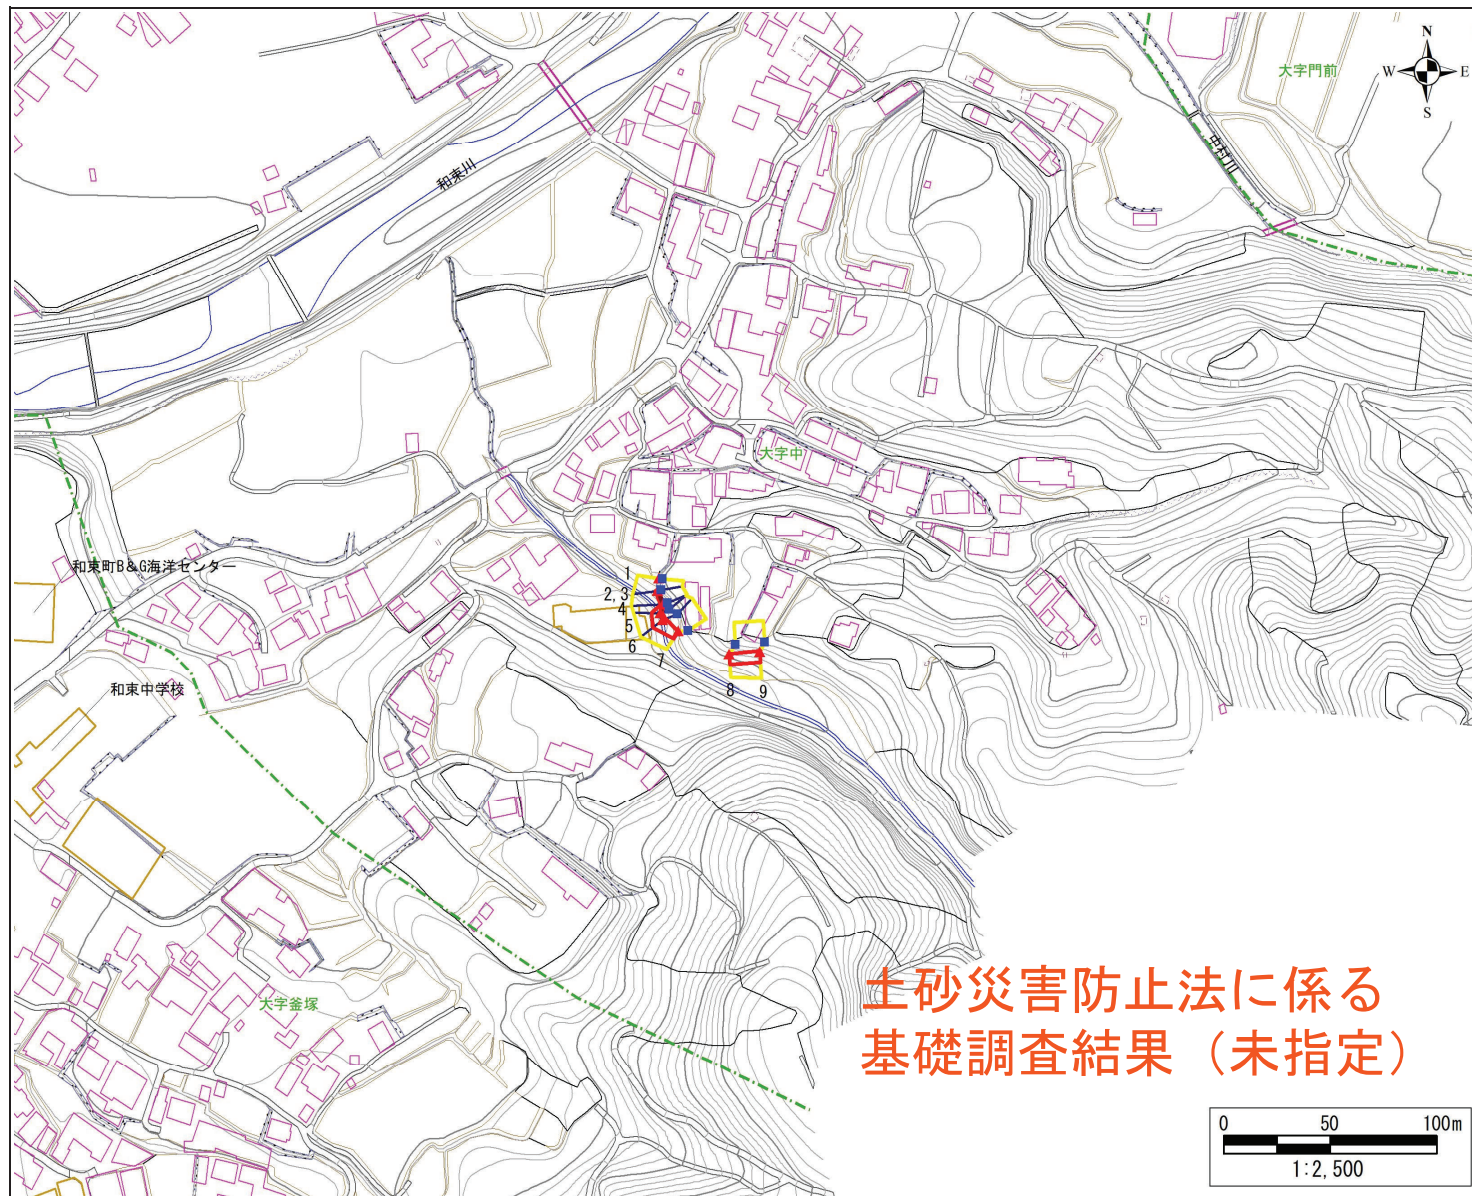 N
W E
S
大字門前
中村川
和束川
大字中
和束町B&G海洋センター
1
2,3
4
5
6
7
8 9
和束中学校
大字釜塚
土砂災害防止法に係る
基礎調査結果（未指定）
0 50 100m
1:2,500